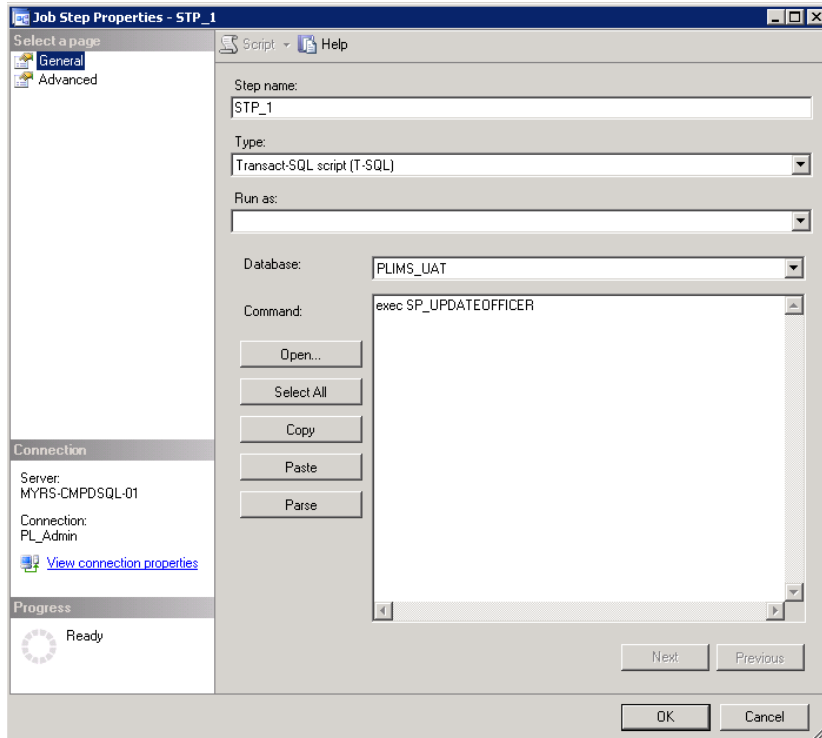 Job Step Properties - STP_1
Select a page
General
Advanced
Script
Help
Step name:
STP_1
Type:
Transact-SQL script (T-SQL)
Run as:
Database:
PLIMS_UAT
Command:
exec SP_UPDATEOFFICER
Open...
Select All
Copy
Paste
Parse
Connection
Server:
MYRS-CMPDSQL-01
Connection:
PL_Admin
View connection properties
Progress
Ready
Next
Previous
OK
Cancel